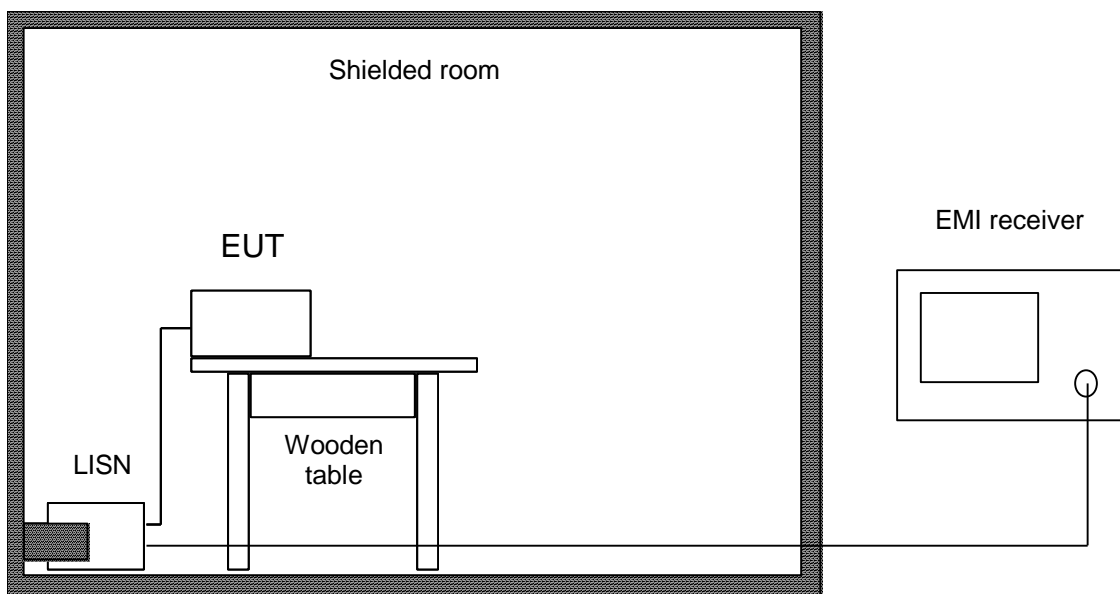 Shielded room
EMI receiver
EUT
Wooden
table
LISN